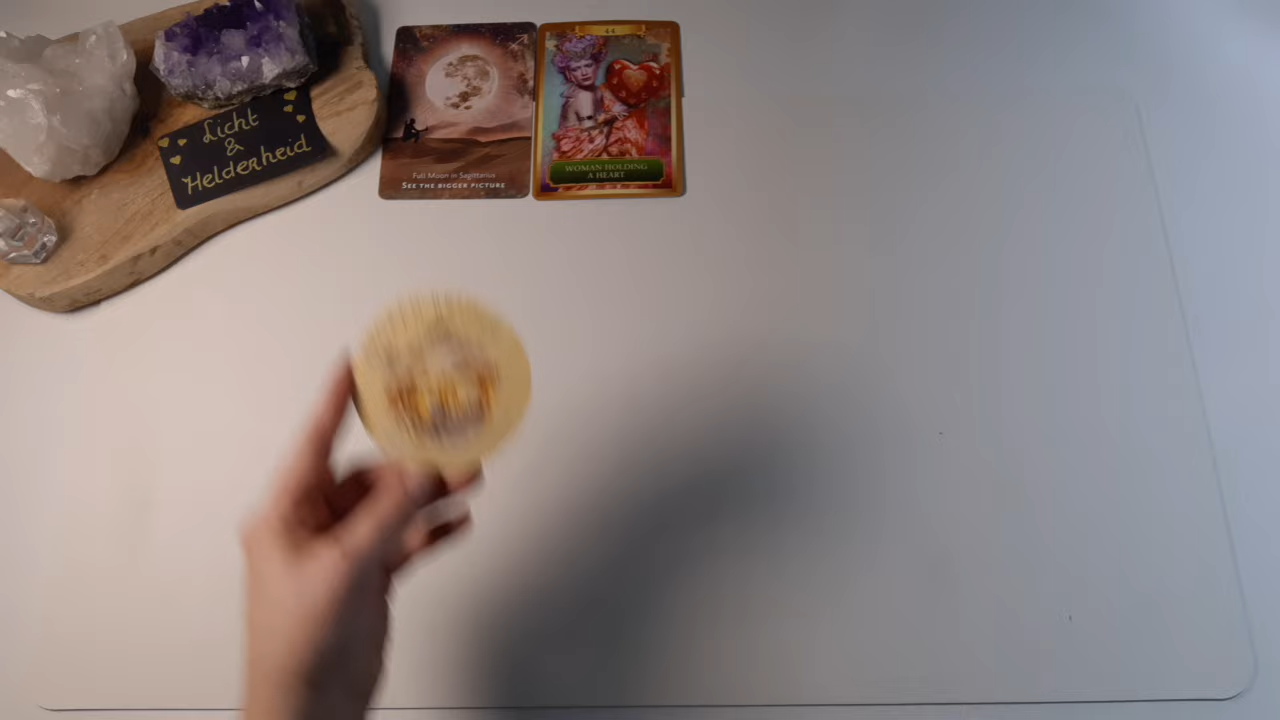 Licht
&
Helderheid
Full Moon in Sagittarius
SEE THE BIGGER PICTURE
44
WOMAN HOLDING
A HEART